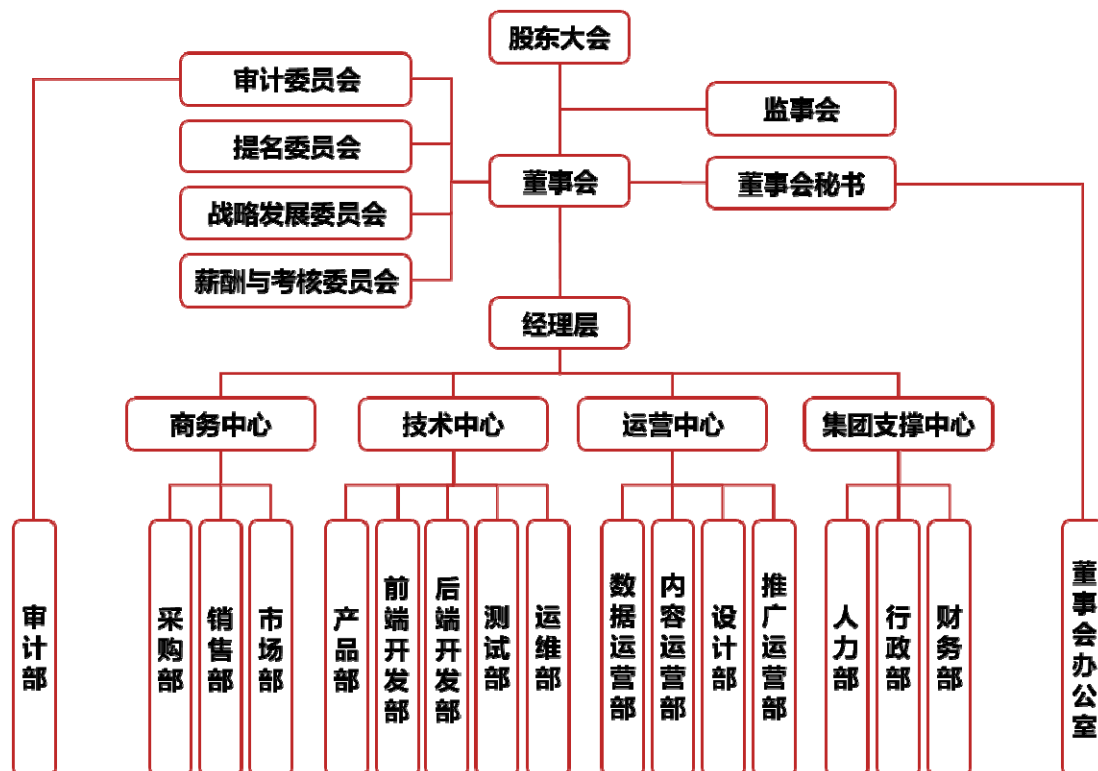 股东大会
审计委员会
监事会
提名委员会
董事会
董事会秘书
战略发展委员会
薪酬与考核委员会
经理层
商务中心
技术中心
运营中心
集团支撑中心
审计部
采购部
销售部
市场部
产品部
前端开发部
后端开发部
测试部
运维部
数据运营部
内容运营部
设计部
推广运营部
人力部
行政部
财务部
董事会办公室